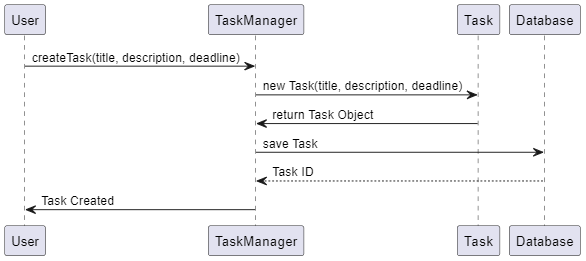 User
TaskManager
Task
Database
createTask(title, description, deadline)
new Task(title, description, deadline)
return Task Object
save Task
Task ID
Task Created
User
TaskManager
Task
Database